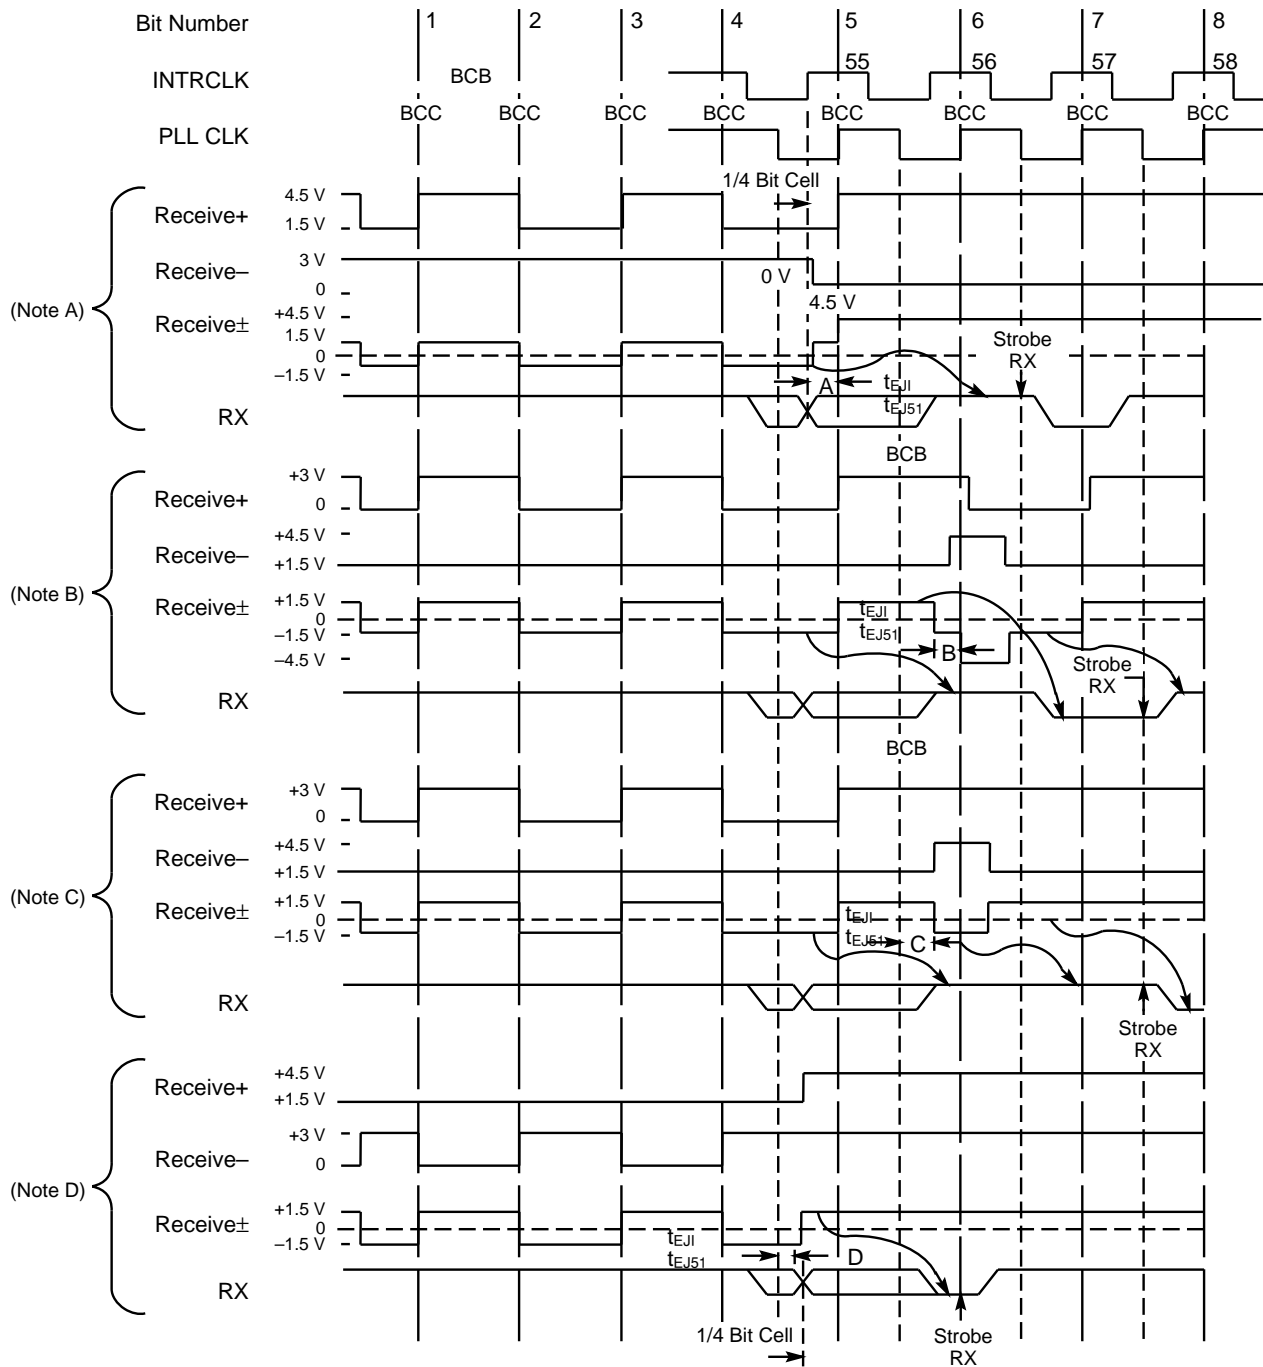 Bit Number 1 2 3 4 5 6 7 8
INTRCLK BCB 55 56 57 58
BCC BCC BCC BCC BCC BCC BCC BCC
PLL CLK
1/4 Bit Cell
(Note A)
Receive+ 4.5 V
1.5 V
Receive– 3 V
0
0 V
4.5 V
Receive± +4.5 V
1.5 V
0
–1.5 V
Strobe
RX
A tEJI
tEJ51
RX
BCB
(Note B)
Receive+ +3 V
0
Receive– +4.5 V
+1.5 V
Receive± +1.5 V
0
–1.5 V
–4.5 V
tEJI
tEJ51
B
Strobe
RX
RX
BCB
(Note C)
Receive+ +3 V
0
Receive– +4.5 V
+1.5 V
Receive± +1.5 V
0
–1.5 V
tEJI
tEJ51 C
RX
Strobe
RX
(Note D)
Receive+ +4.5 V
+1.5 V
Receive– +3 V
0
Receive± +1.5 V
0
–1.5 V
tEJI
tEJ51 D
RX
1/4 Bit Cell
Strobe
RX